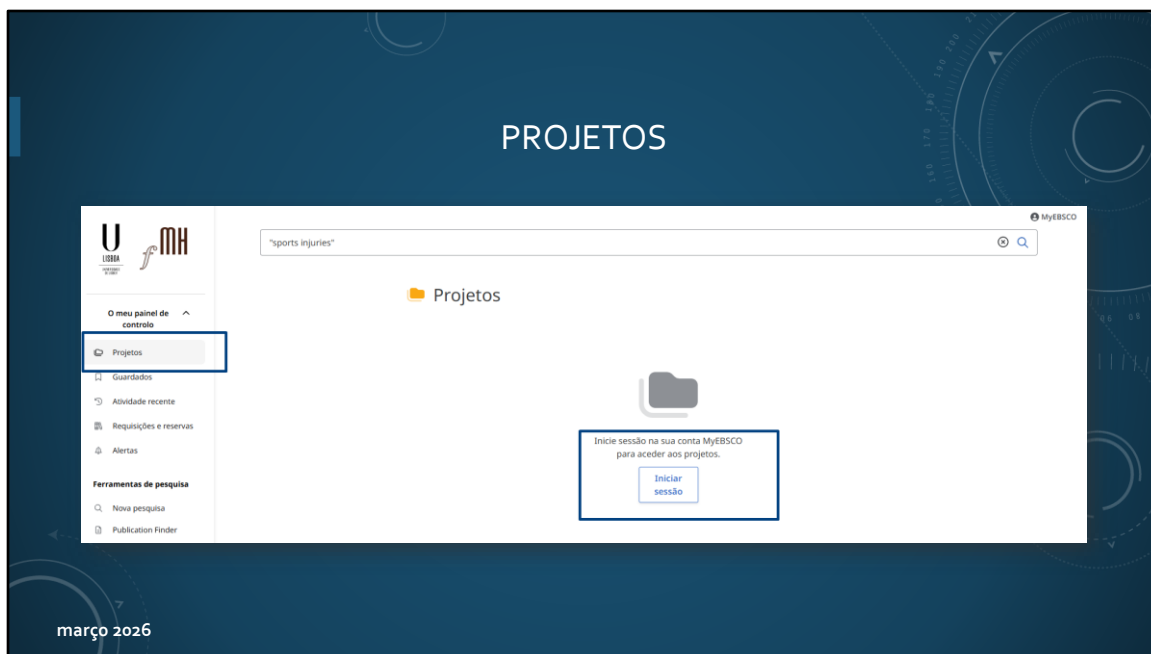 PROJETOS
MyEBSCO
U
LISBOA
fMH
"sports injuries"
Projetos
O meu painel de
controlo
Projetos
Guardados
Atividade recente
Requisições e reservas
Alertas
Ferramentas de pesquisa
Nova pesquisa
Publication Finder
Inicie sessão na sua conta MyEBSCO
para aceder aos projetos.
Iniciar
sessão
março 2026